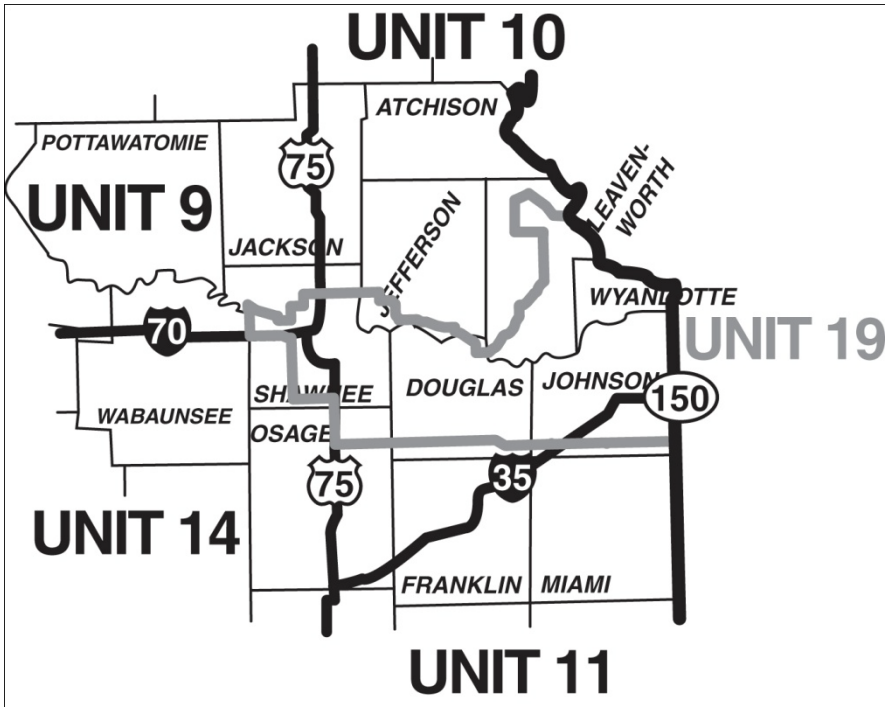 UNIT 10
ATCHISON
POTTAWATOMIE
75
UNIT 9
LEAVEN-
WORTH
JACKSON
JEFFERSON
WYANDOTTE
70
UNIT 19
SHAWNEE
DOUGLAS
JOHNSON
150
WABAUNSEE
OSAGE
75
35
UNIT 14
FRANKLIN
MIAMI
UNIT 11